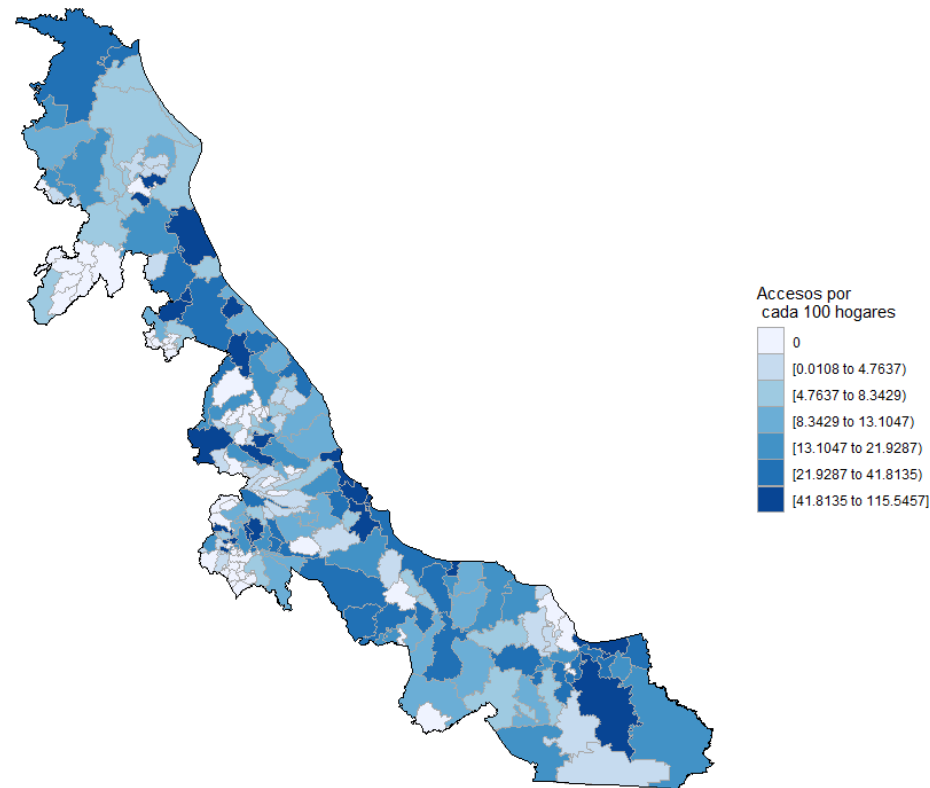 Accesos por
cada 100 hogares
0
[0.0108 to 4.7637)
[4.7637 to 8.3429)
[8.3429 to 13.1047)
[13.1047 to 21.9287)
[21.9287 to 41.8135)
[41.8135 to 115.5457]